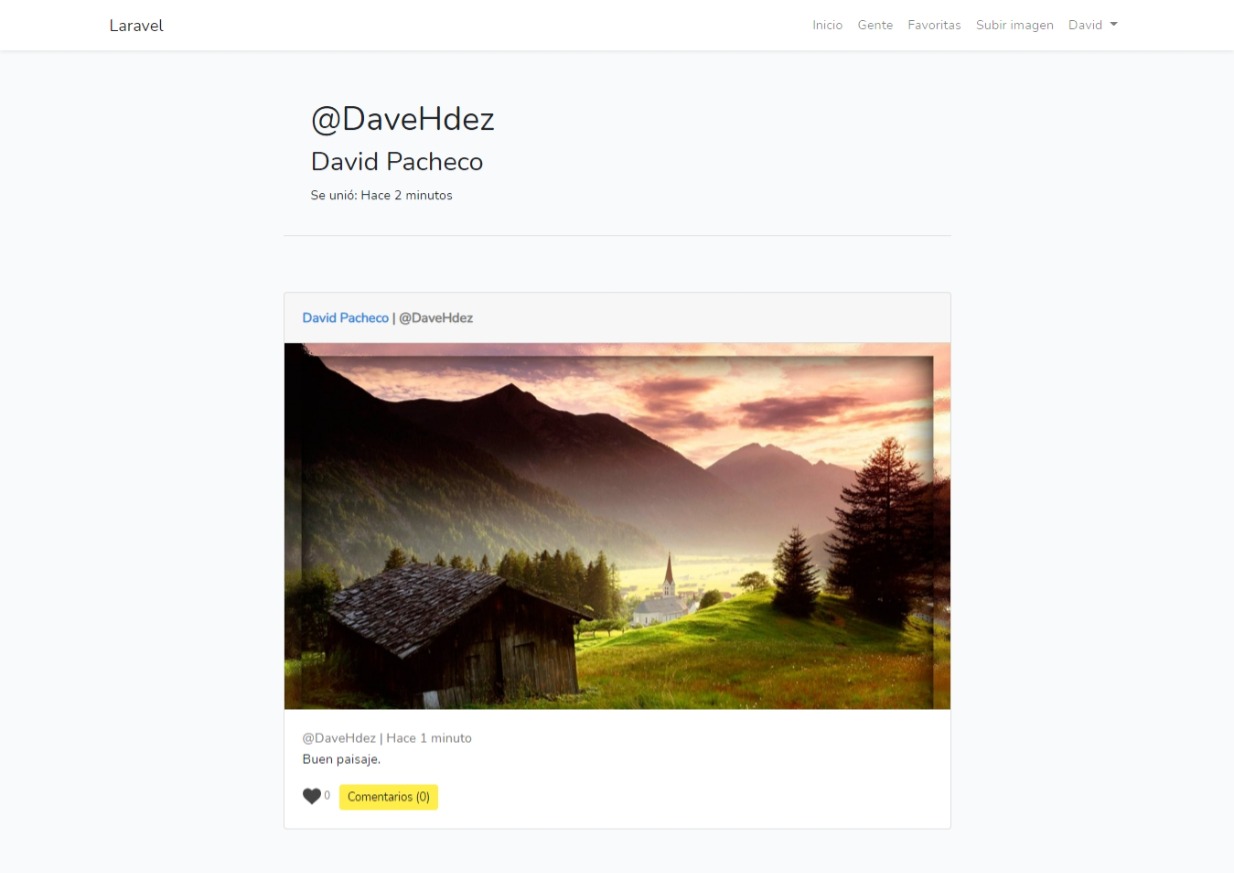 Laravel
Inicio Gente Favoritas Subir imagen David
@DaveHdez
David Pacheco
Se unió: Hace 2 minutos
David Pacheco | @DaveHdez
@DaveHdez | Hace 1 minuto
Buen paisaje.
0 Comentarios (0)